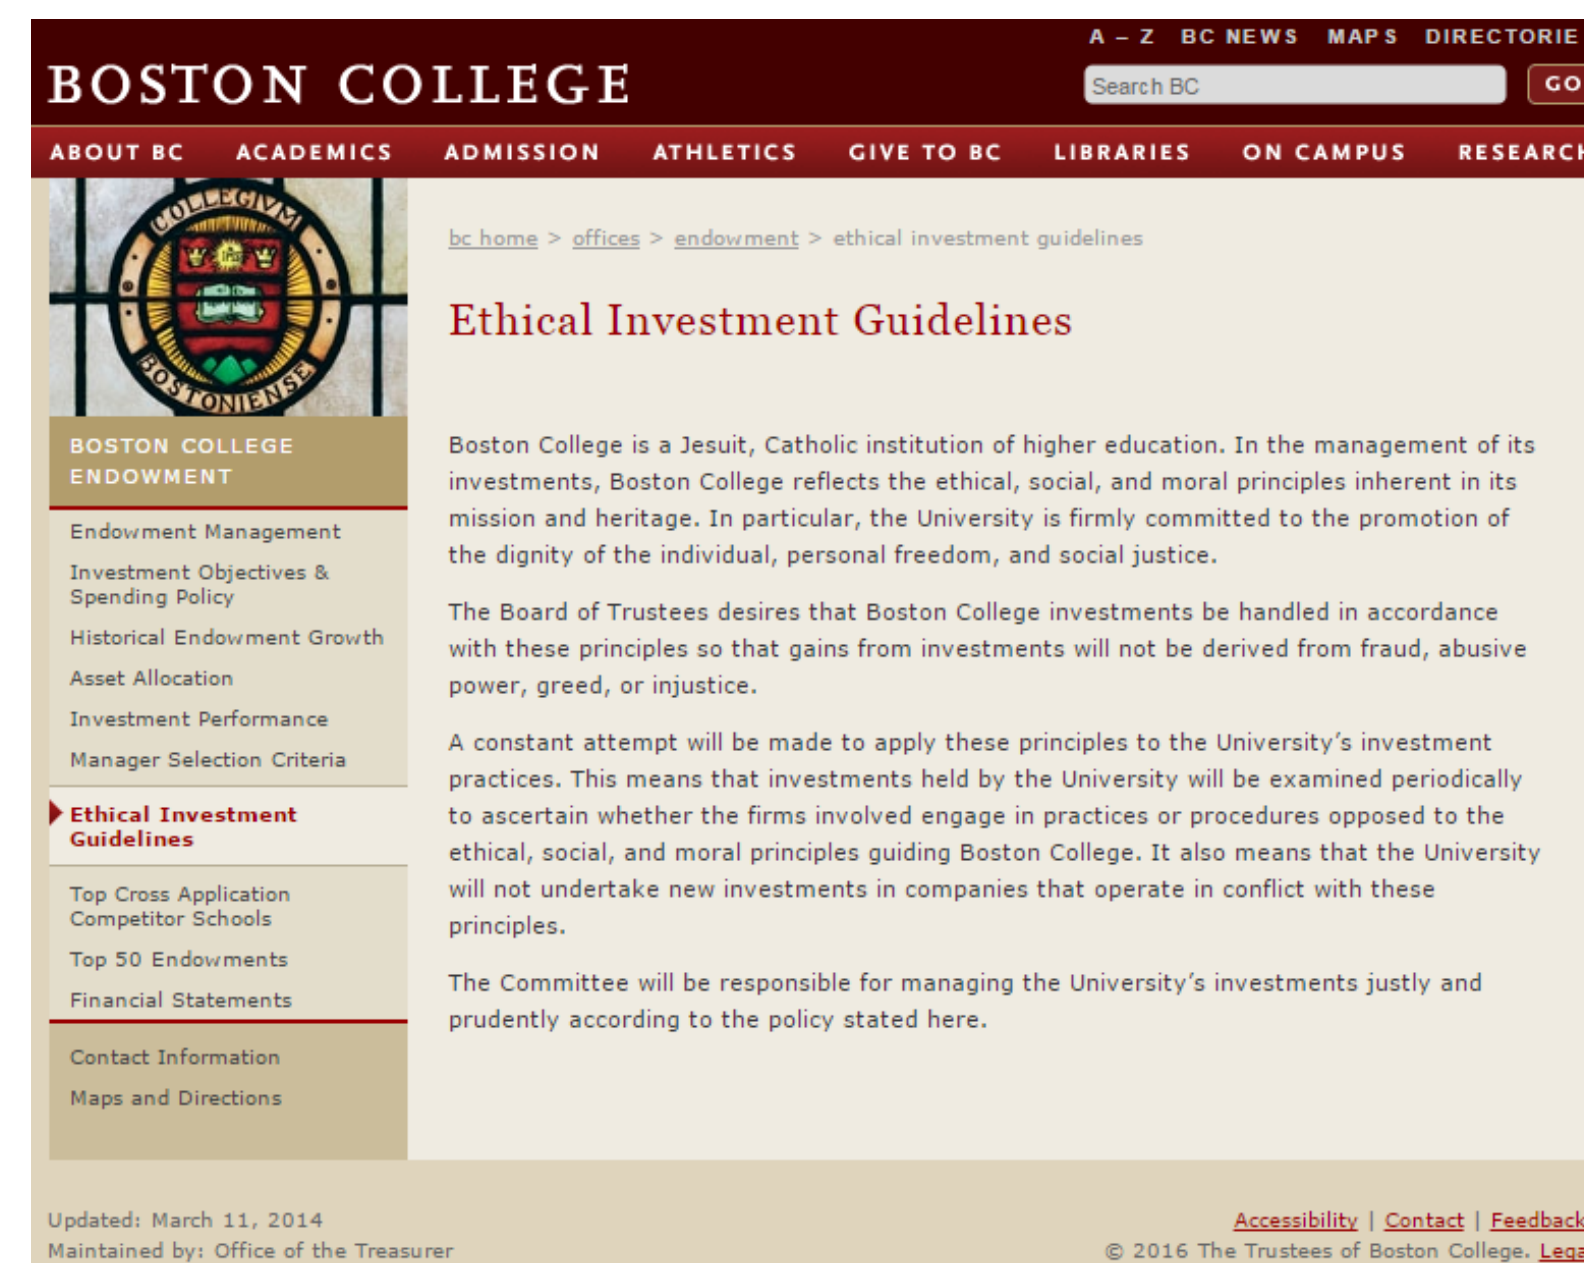 A – Z BC NEWS MAPS DIRECTORIE
BOSTON COLLEGE
Search BC GO
ABOUT BC ACADEMICS ADMISSION ATHLETICS GIVE TO BC LIBRARIES ON CAMPUS RESEARCH
COLLEGIVM
BOSTONIENSE
BOSTON COLLEGE
ENDOWMENT
Endowment Management
Investment Objectives &
Spending Policy
Historical Endowment Growth
Asset Allocation
Investment Performance
Manager Selection Criteria
Ethical Investment
Guidelines
Top Cross Application
Competitor Schools
Top 50 Endowments
Financial Statements
Contact Information
Maps and Directions
bc home > offices > endowment > ethical investment guidelines
Ethical Investment Guidelines
Boston College is a Jesuit, Catholic institution of higher education. In the management of its
investments, Boston College reflects the ethical, social, and moral principles inherent in its
mission and heritage. In particular, the University is firmly committed to the promotion of
the dignity of the individual, personal freedom, and social justice.
The Board of Trustees desires that Boston College investments be handled in accordance
with these principles so that gains from investments will not be derived from fraud, abusive
power, greed, or injustice.
A constant attempt will be made to apply these principles to the University’s investment
practices. This means that investments held by the University will be examined periodically
to ascertain whether the firms involved engage in practices or procedures opposed to the
ethical, social, and moral principles guiding Boston College. It also means that the University
will not undertake new investments in companies that operate in conflict with these
principles.
The Committee will be responsible for managing the University’s investments justly and
prudently according to the policy stated here.
Updated: March 11, 2014
Maintained by: Office of the Treasurer
Accessibility | Contact | Feedback
© 2016 The Trustees of Boston College. Lega